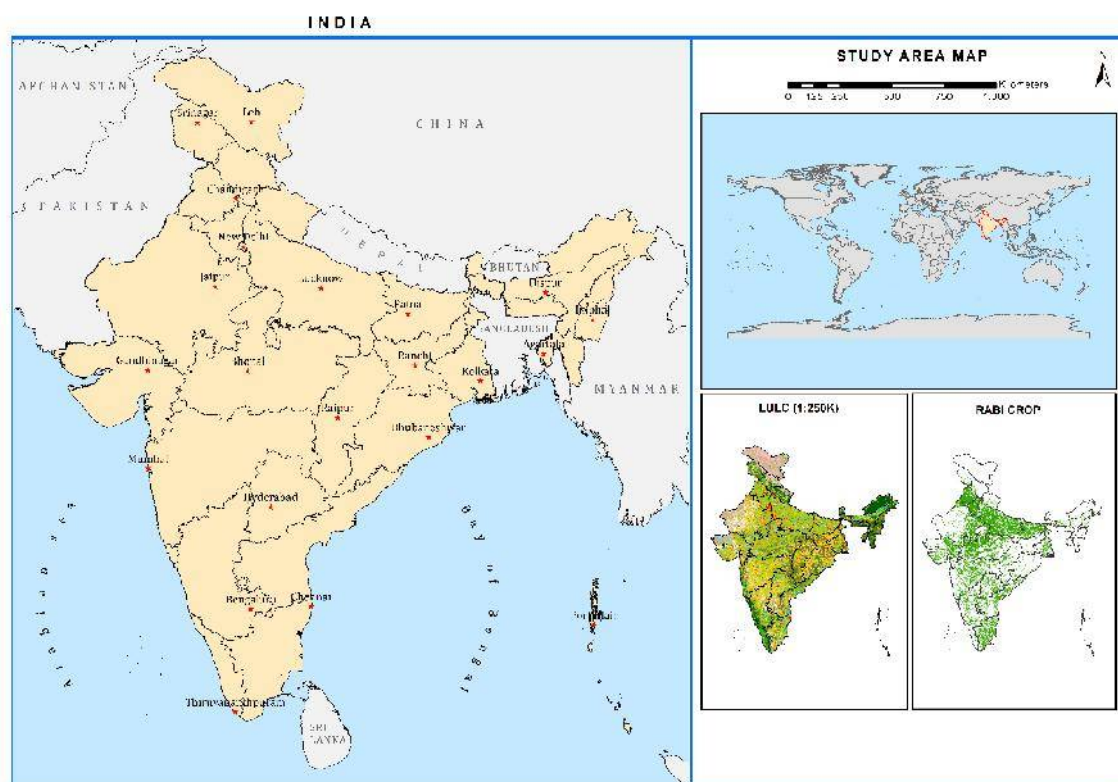 INDIA
AFGHANISTAN
PAKISTAN
CHINA
NEPAL
BHUTAN
BANGLADESH
MYANMAR
SRI
LANKA
Arabian Sea
Bay of Bengal
Srinagar
Leh
Chandigarh
New Delhi
Jaipur
Lucknow
Patna
Dispur
Imphal
Agartala
Gandhinagar
Bhopal
Ranchi
Kolkata
Raipur
Bhubaneshwar
Mumbai
Hyderabad
Bengaluru
Chennai
Port Blair
STUDY AREA MAP
Kilometers
0 125 250 500 750 1,000
LULC (1:250K)
RABI CROP